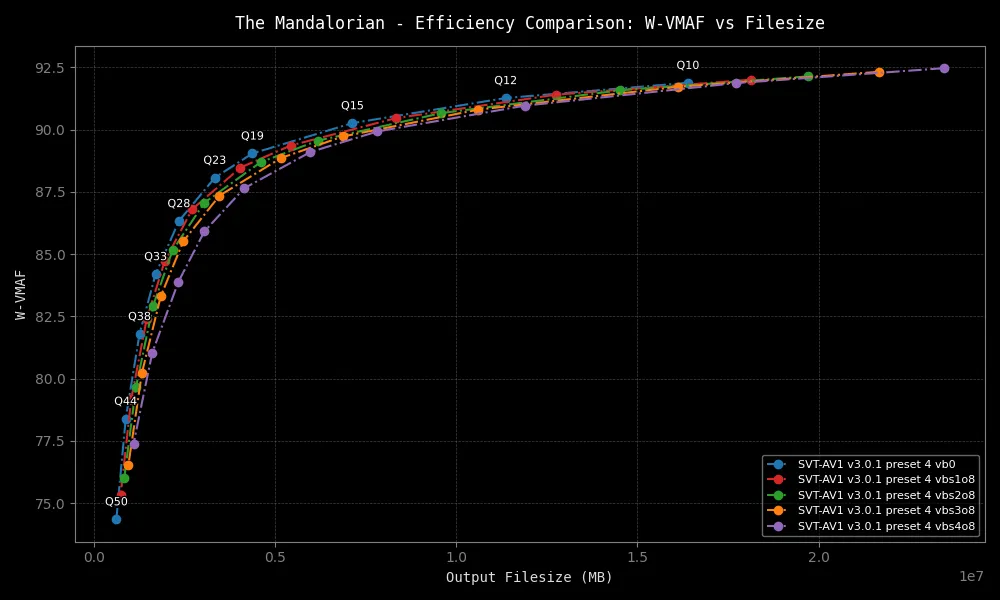 The Mandalorian - Efficiency Comparison: W-VMAF vs Filesize
92.5
90.0
87.5
85.0
82.5
80.0
77.5
75.0
W-VMAF
Q10
Q12
Q15
Q19
Q23
Q28
Q33
Q38
Q44
Q50
SVT-AV1 v3.0.1 preset 4 vb0
SVT-AV1 v3.0.1 preset 4 vbs1o8
SVT-AV1 v3.0.1 preset 4 vbs2o8
SVT-AV1 v3.0.1 preset 4 vbs3o8
SVT-AV1 v3.0.1 preset 4 vbs4o8
0.0 0.5 1.0 1.5 2.0
1e7
Output Filesize (MB)